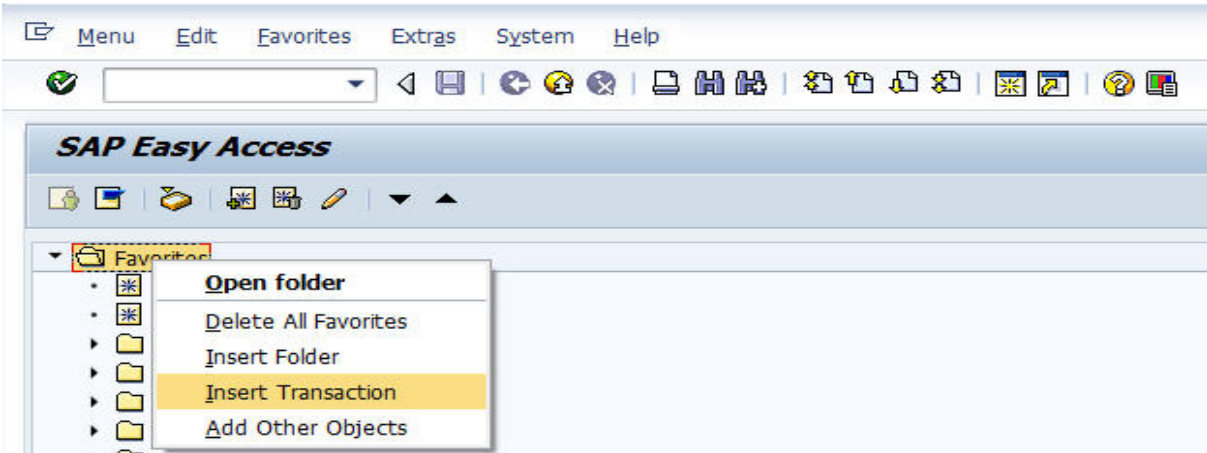 Menu Edit Favorites Extras System Help
SAP Easy Access
Favorites
Open folder
Delete All Favorites
Insert Folder
Insert Transaction
Add Other Objects